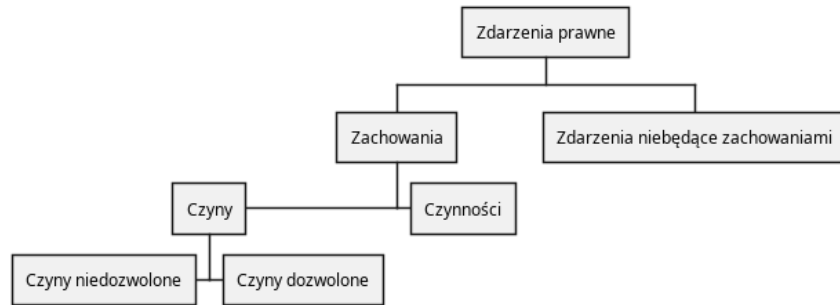 Zdarzenia prawne
Zachowania
Zdarzenia niebędące zachowaniami
Czyny
Czynności
Czyny niedozwolone
Czyny dozwolone